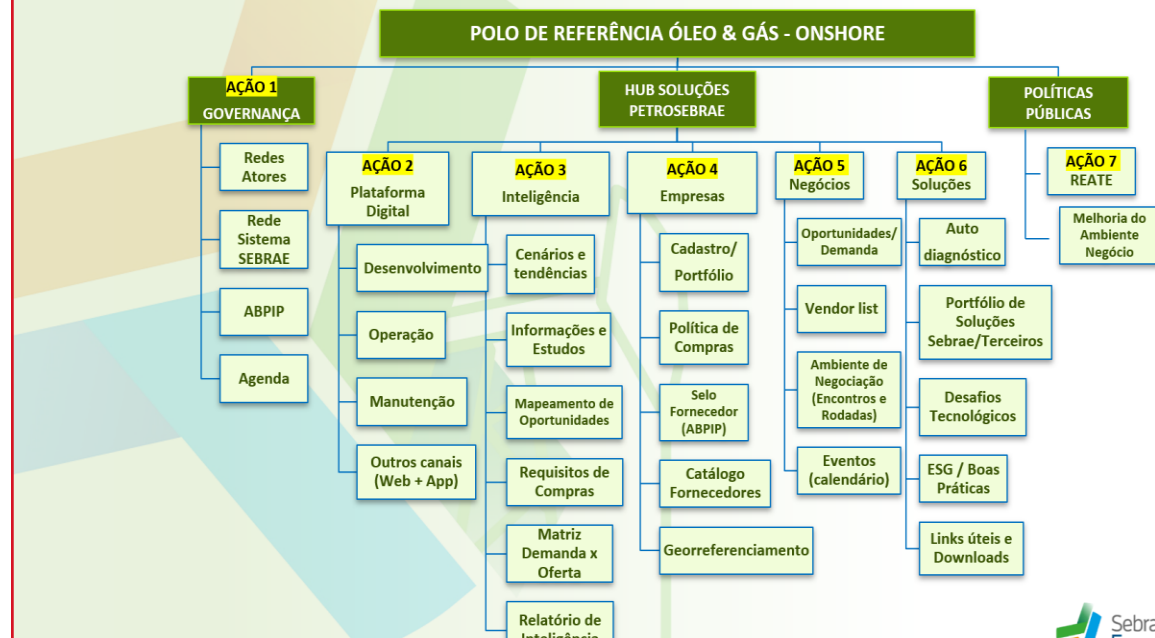 POLO DE REFERÊNCIA ÓLEO & GÁS - ONSHORE
AÇÃO 1
GOVERNANÇA
Redes
Atores
Rede
Sistema
SEBRAE
ABPIP
Agenda
HUB SOLUÇÕES
PETROSEBRAE
AÇÃO 2
Plataforma
Digital
Desenvolvimento
Operação
Manutenção
Outros canais
(Web + App)
AÇÃO 3
Inteligência
Cenários e
tendências
Informações e
Estudos
Mapeamento de
Oportunidades
Requisitos de
Compras
Matriz
Demanda x
Oferta
Relatório de
Inteligência
AÇÃO 4
Empresas
Cadastro/
Portfólio
Política de
Compras
Selo
Fornecedor
(ABPIP)
Catálogo
Fornecedores
Georreferenciamento
AÇÃO 5
Negócios
Oportunidades/
Demanda
Vendor list
Ambiente de
Negociação
(Encontros e
Rodadas)
Eventos
(calendário)
AÇÃO 6
Soluções
Auto
diagnóstico
Portfólio de
Soluções
Sebrae/Terceiros
Desafios
Tecnológicos
ESG / Boas
Práticas
Links úteis e
Downloads
POLÍTICAS
PÚBLICAS
AÇÃO 7
REATE
Melhoria do
Ambiente
Negócio
Sebra